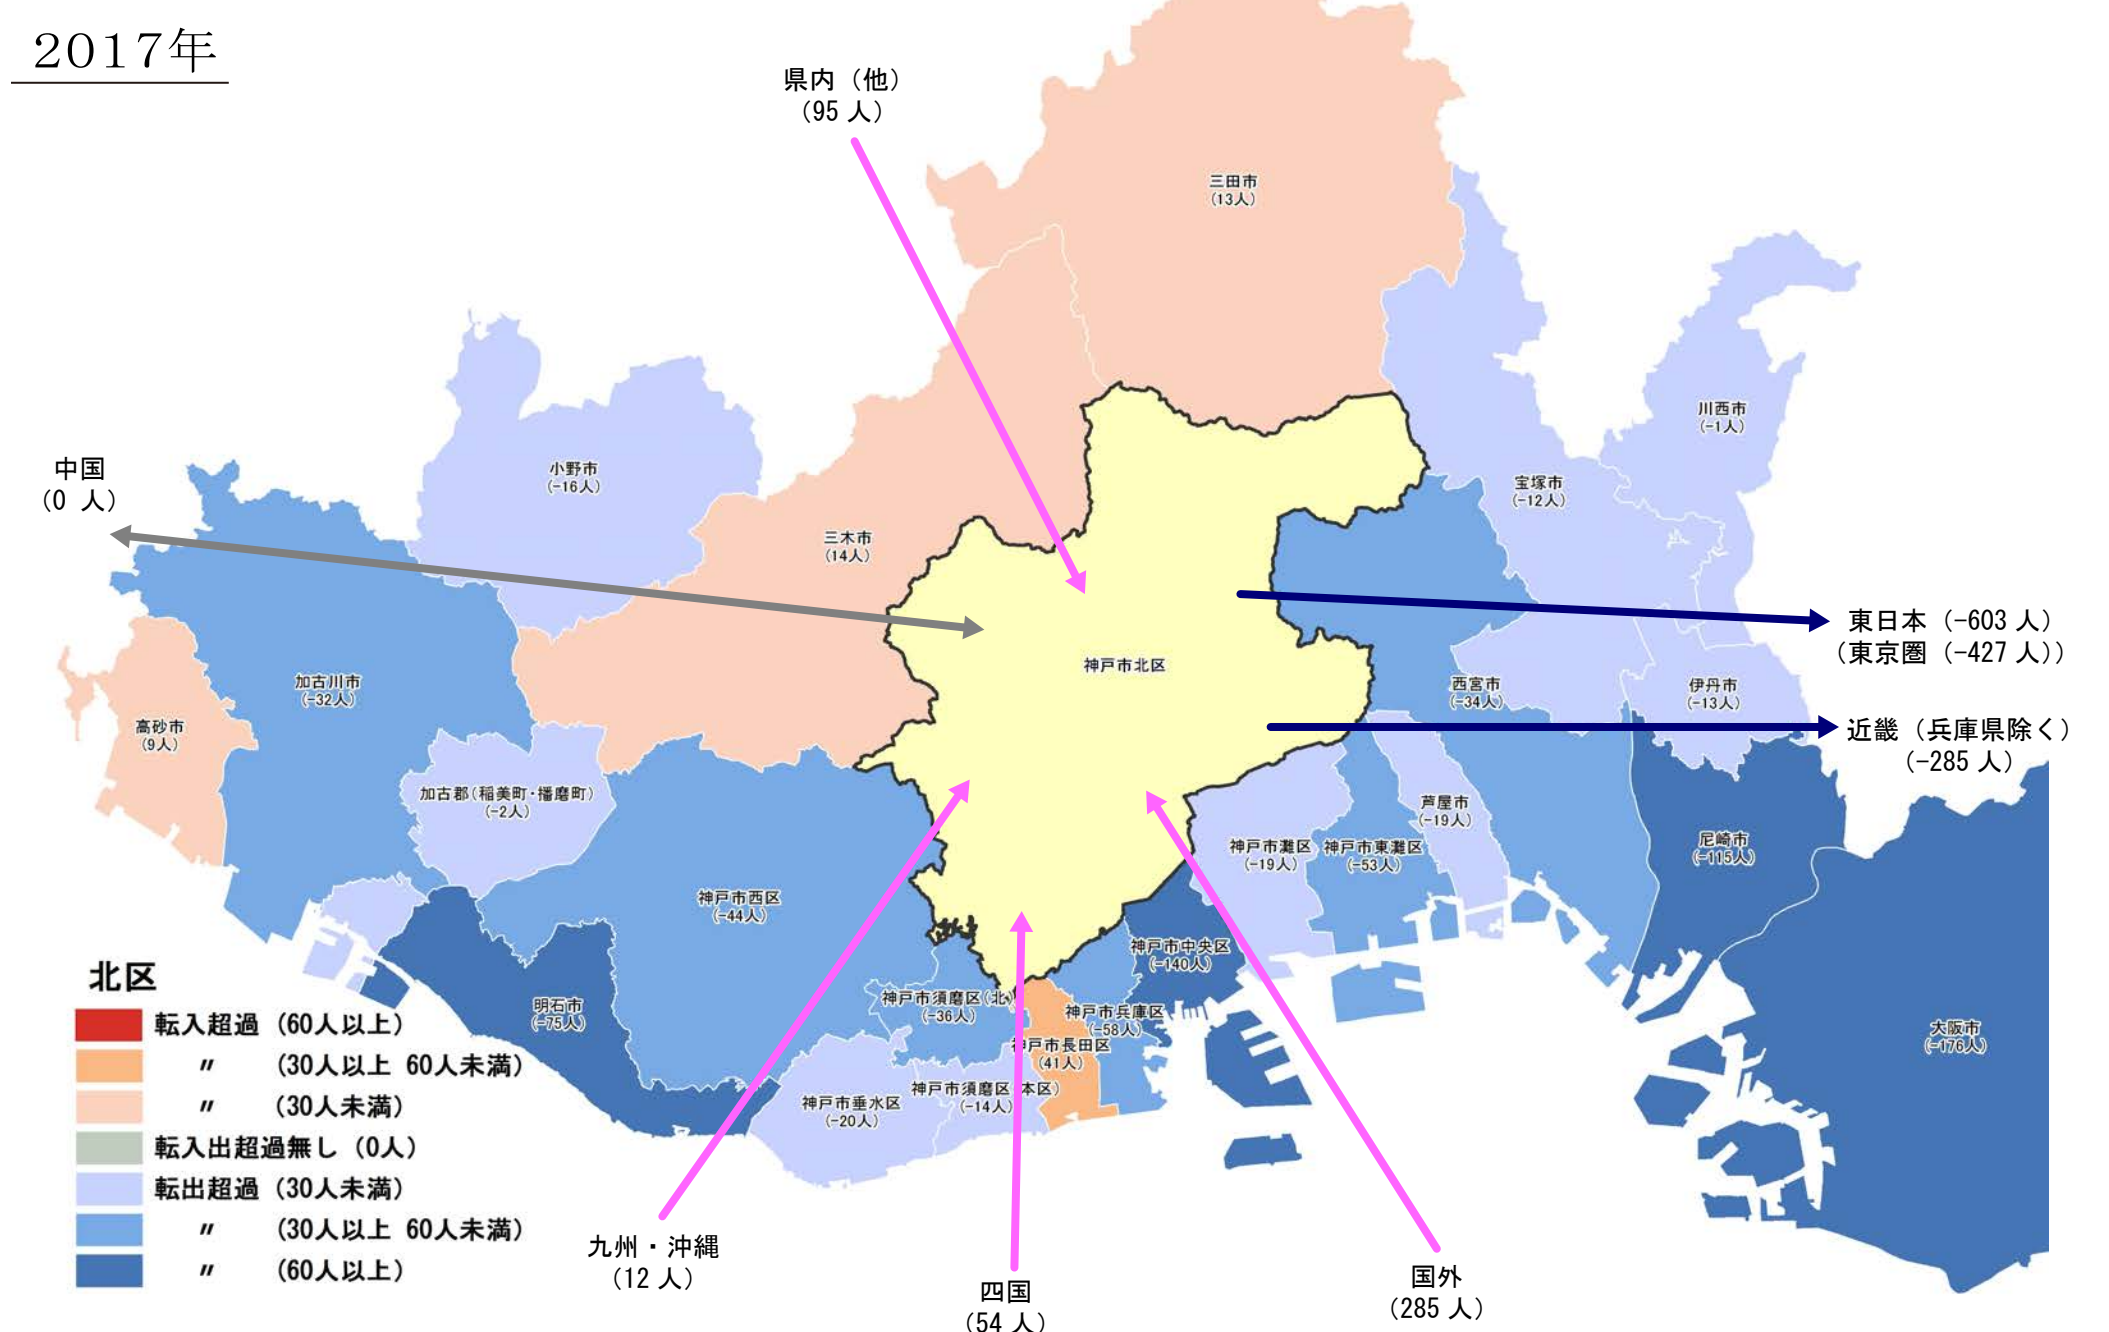 2017年
県内（他）
（95 人）
三田市
（13人）
川西市
（-1人）
中国
（0 人）
小野市
（-16人）
宝塚市
（-12人）
三木市
（14人）
東日本（-603 人）
（東京圏（-427 人））
神戸市北区
加古川市
（-32人）
西宮市
（-34人）
伊丹市
（-13人）
高砂市
（9人）
近畿（兵庫県除く）
（-285 人）
加古郡（稲美町・播磨町）
（-2人）
芦屋市
（-19人）
神戸市灘区
（-19人）
神戸市東灘区
（-53人）
尼崎市
（-115人）
神戸市西区
（-44人）
神戸市中央区
（-140人）
神戸市須磨区（北）
（-36人）
明石市
（-75人）
神戸市兵庫区
（-58人）
大阪市
（-176人）
神戸市長田区
（41人）
神戸市須磨区（本区）
（-14人）
神戸市垂水区
（-20人）
北区
転入超過（60人以上）
〃 （30人以上 60人未満）
〃 （30人未満）
転入出超過無し（0人）
転出超過（30人未満）
〃 （30人以上 60人未満）
〃 （60人以上）
九州・沖縄
（12 人）
四国
（54 人）
国外
（285 人）